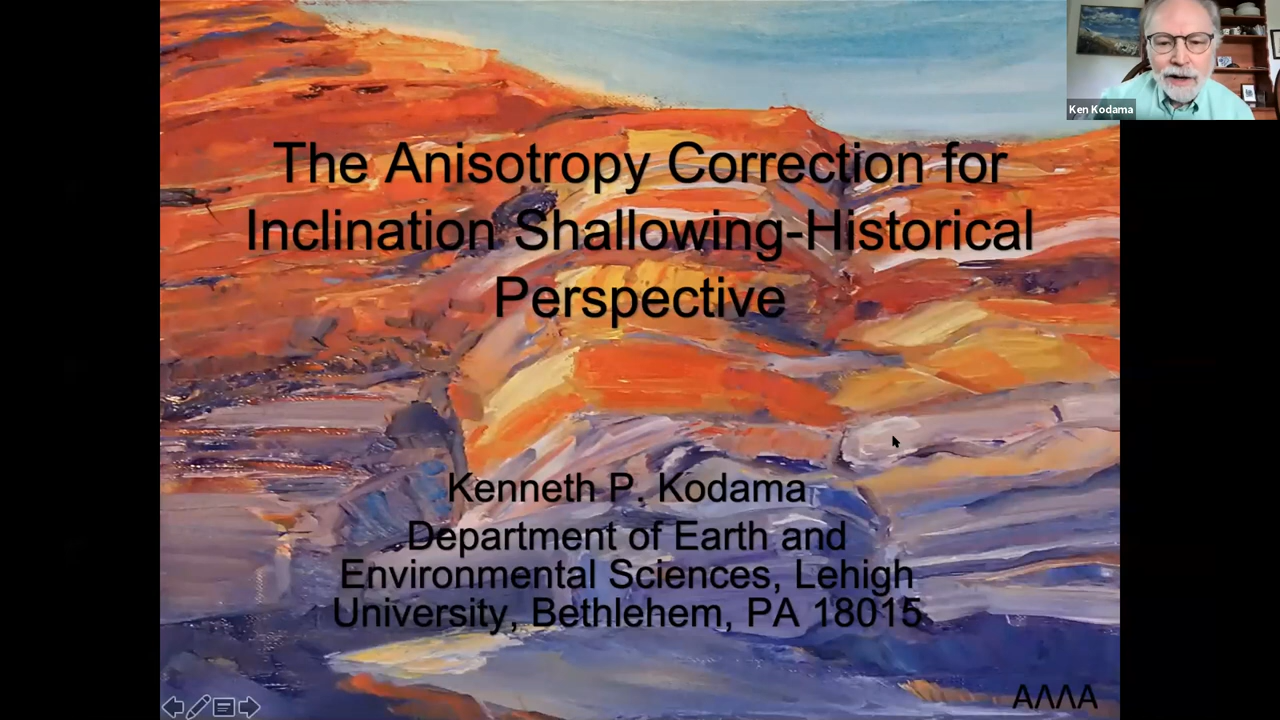 Ken Kodama
The Anisotropy Correction for
Inclination Shallowing-Historical
Perspective
Kenneth P. Kodama
Department of Earth and
Environmental Sciences, Lehigh
University, Bethlehem, PA 18015